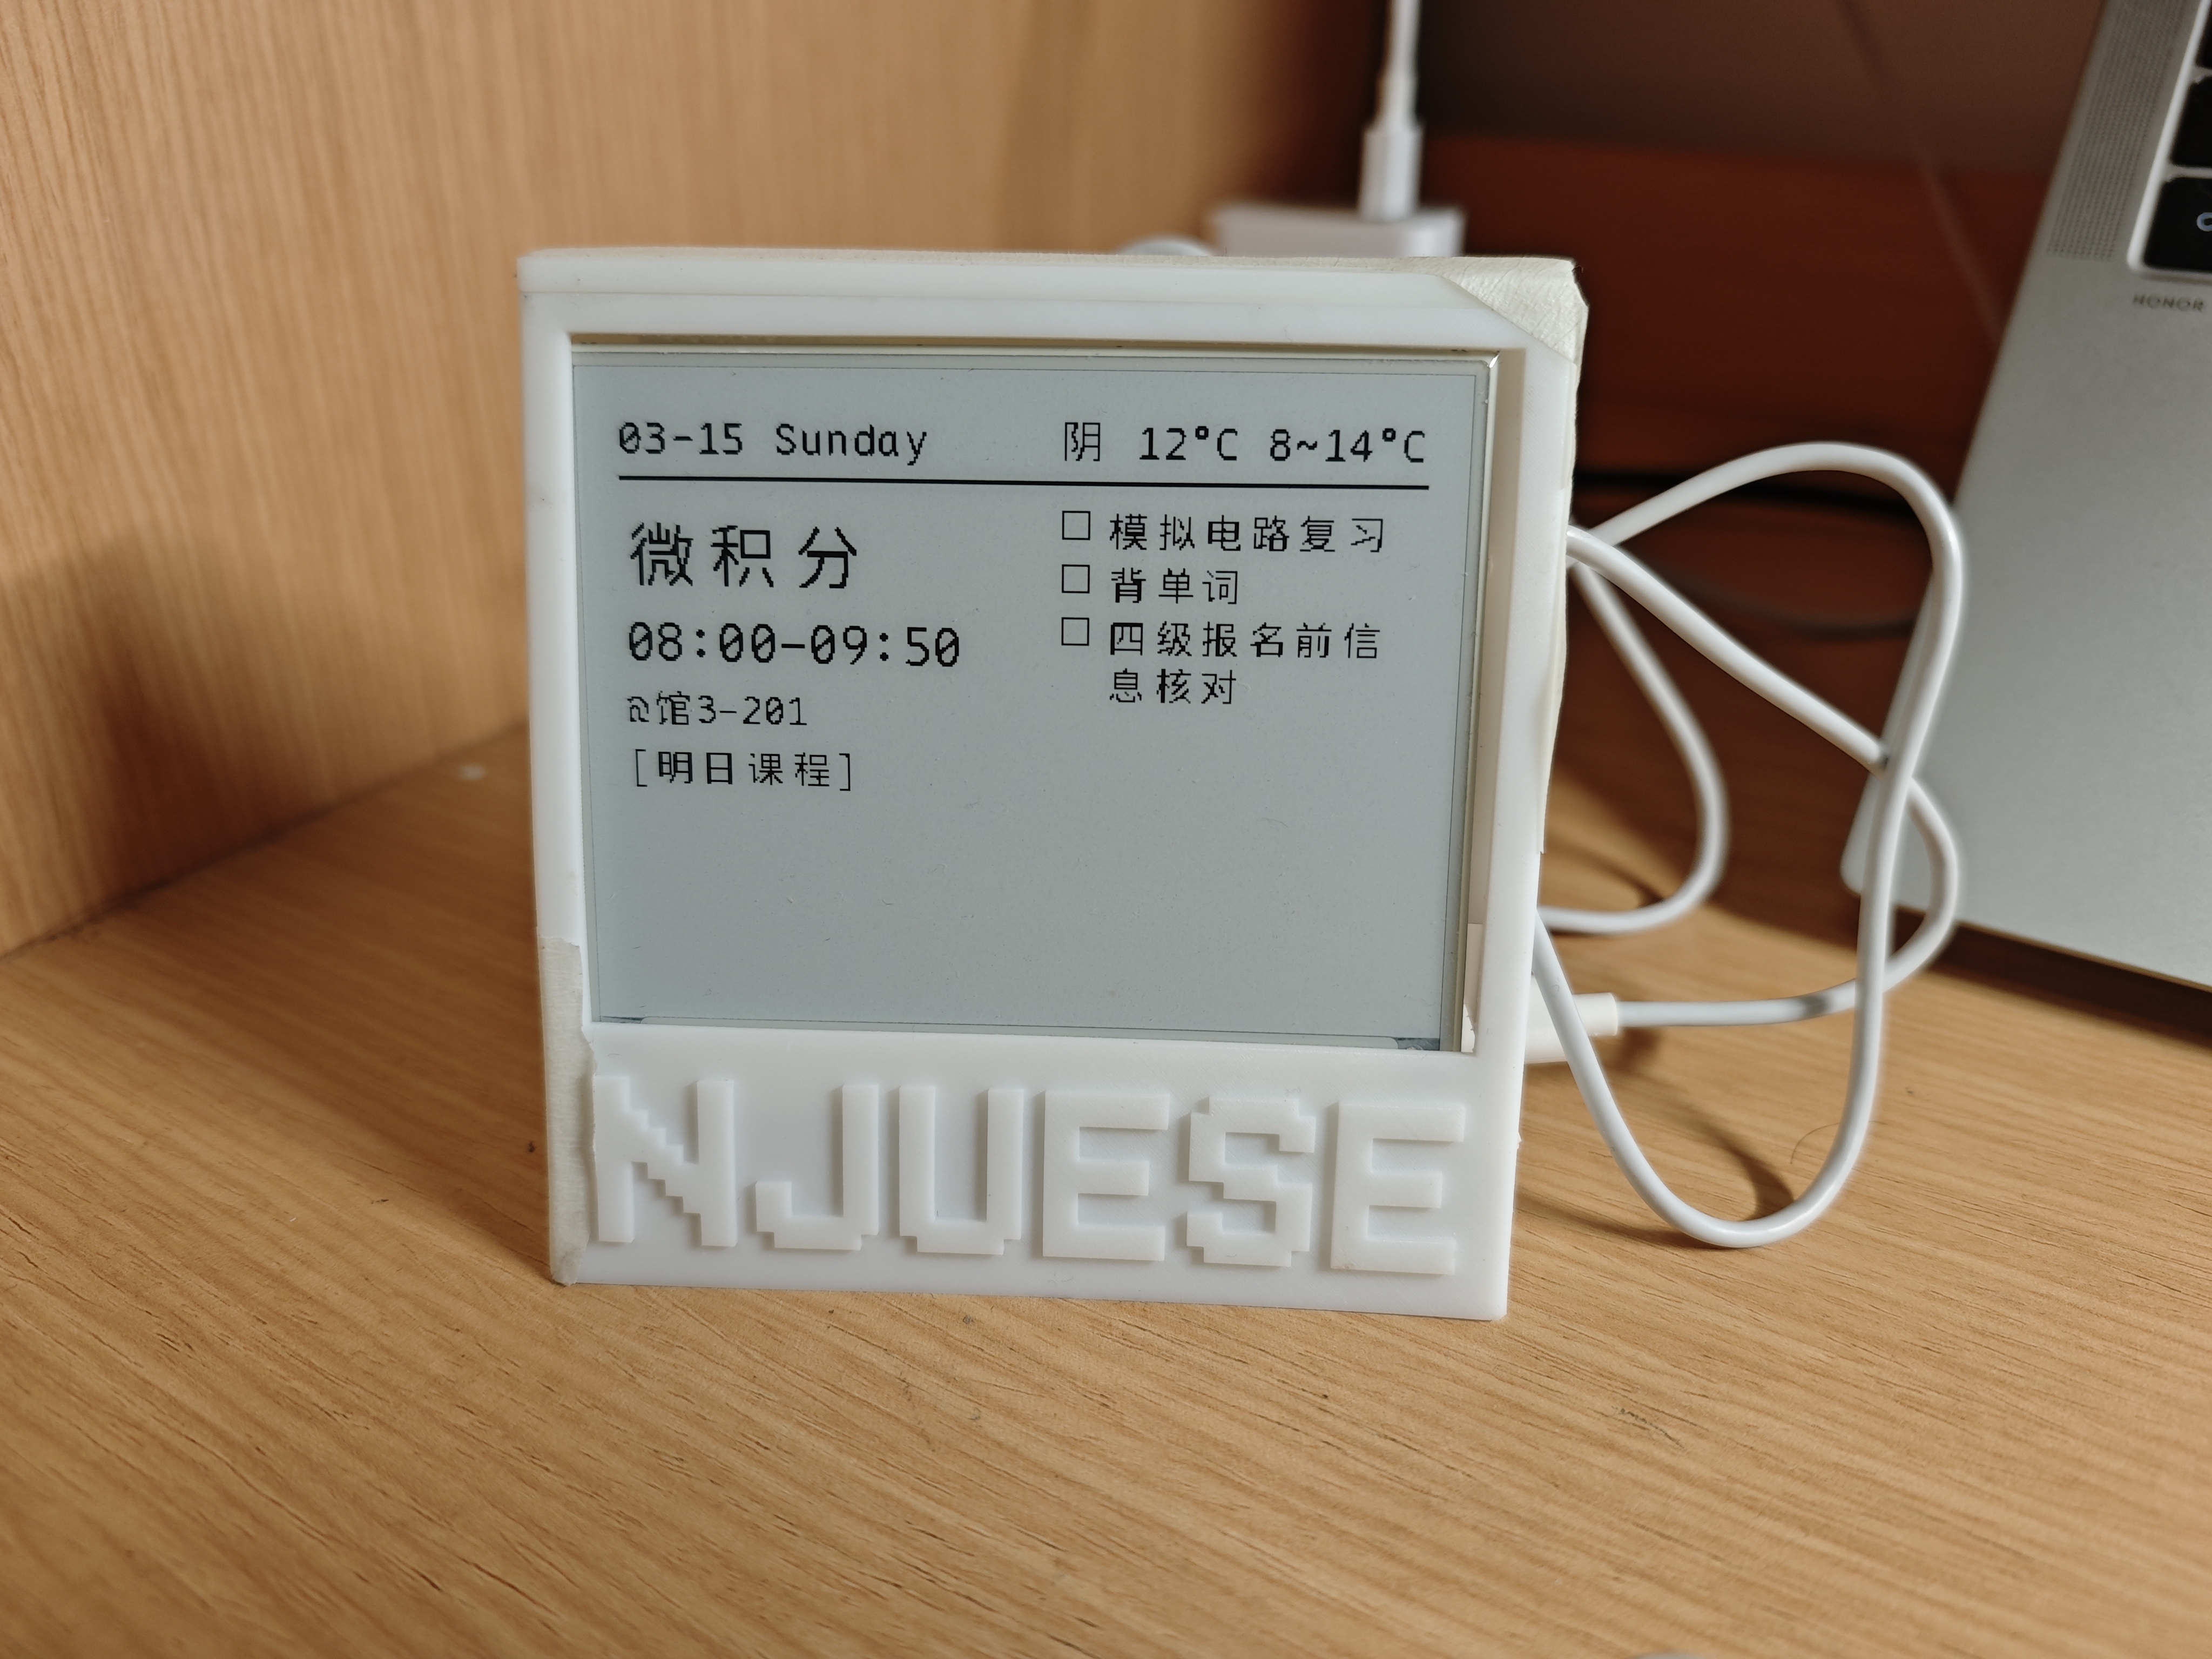 03-15 Sunday
阴 12°C 8~14°C
微积分
08:00-09:50
@馆3-201
[明日课程]
□ 模拟电路复习
□ 背单词
□ 四级报名前信
息核对
NJUESE
HONOR